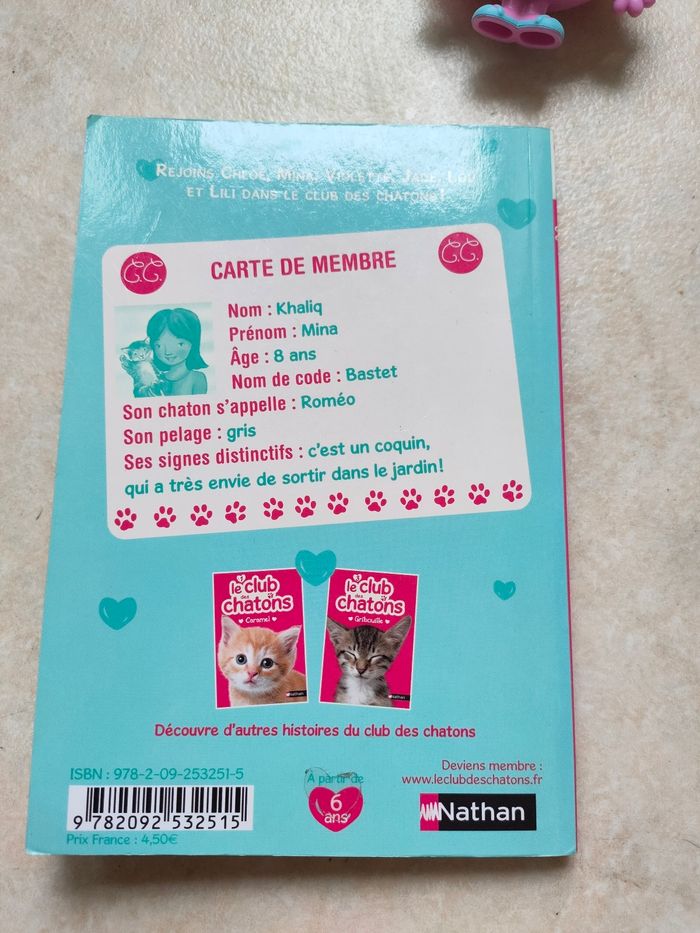 REJOINS CHLOÉ, MINA, VIOLETTE, JADE, LOU
ET LILI DANS LE CLUB DES CHATONS !
C.C.
CARTE DE MEMBRE
C.C.
Nom : Khaliq
Prénom : Mina
Âge : 8 ans
Nom de code : Bastet
Son chaton s'appelle : Roméo
Son pelage : gris
Ses signes distinctifs : c'est un coquin,
qui a très envie de sortir dans le jardin !
1
le club
des
chatons
Caramel
Nathan
3
le club
des
chatons
Gribouille
Nathan
Découvre d'autres histoires du club des chatons
ISBN : 978-2-09-253251-5
9 782092 532515
Prix France : 4,50€
À partir de
6
ans
Deviens membre :
www.leclubdeschatons.fr
Nathan